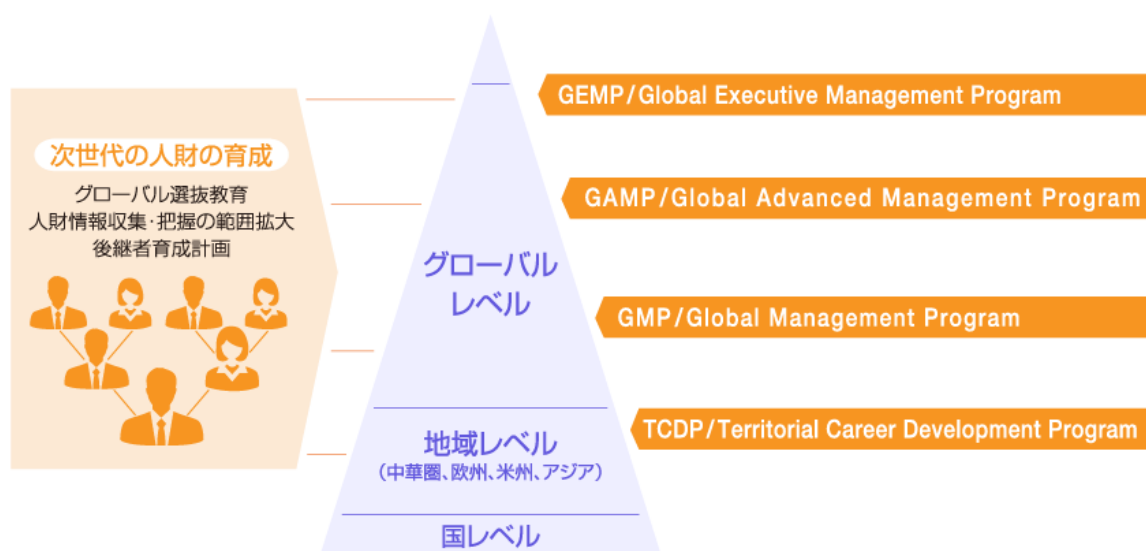 次世代の人財の育成
グローバル選抜教育
人財情報収集・把握の範囲拡大
後継者育成計画
グローバル
レベル
地域レベル
（中華圏、欧州、米州、アジア）
国レベル
GEMP/Global Executive Management Program
GAMP/Global Advanced Management Program
GMP/Global Management Program
TCDP/Territorial Career Development Program